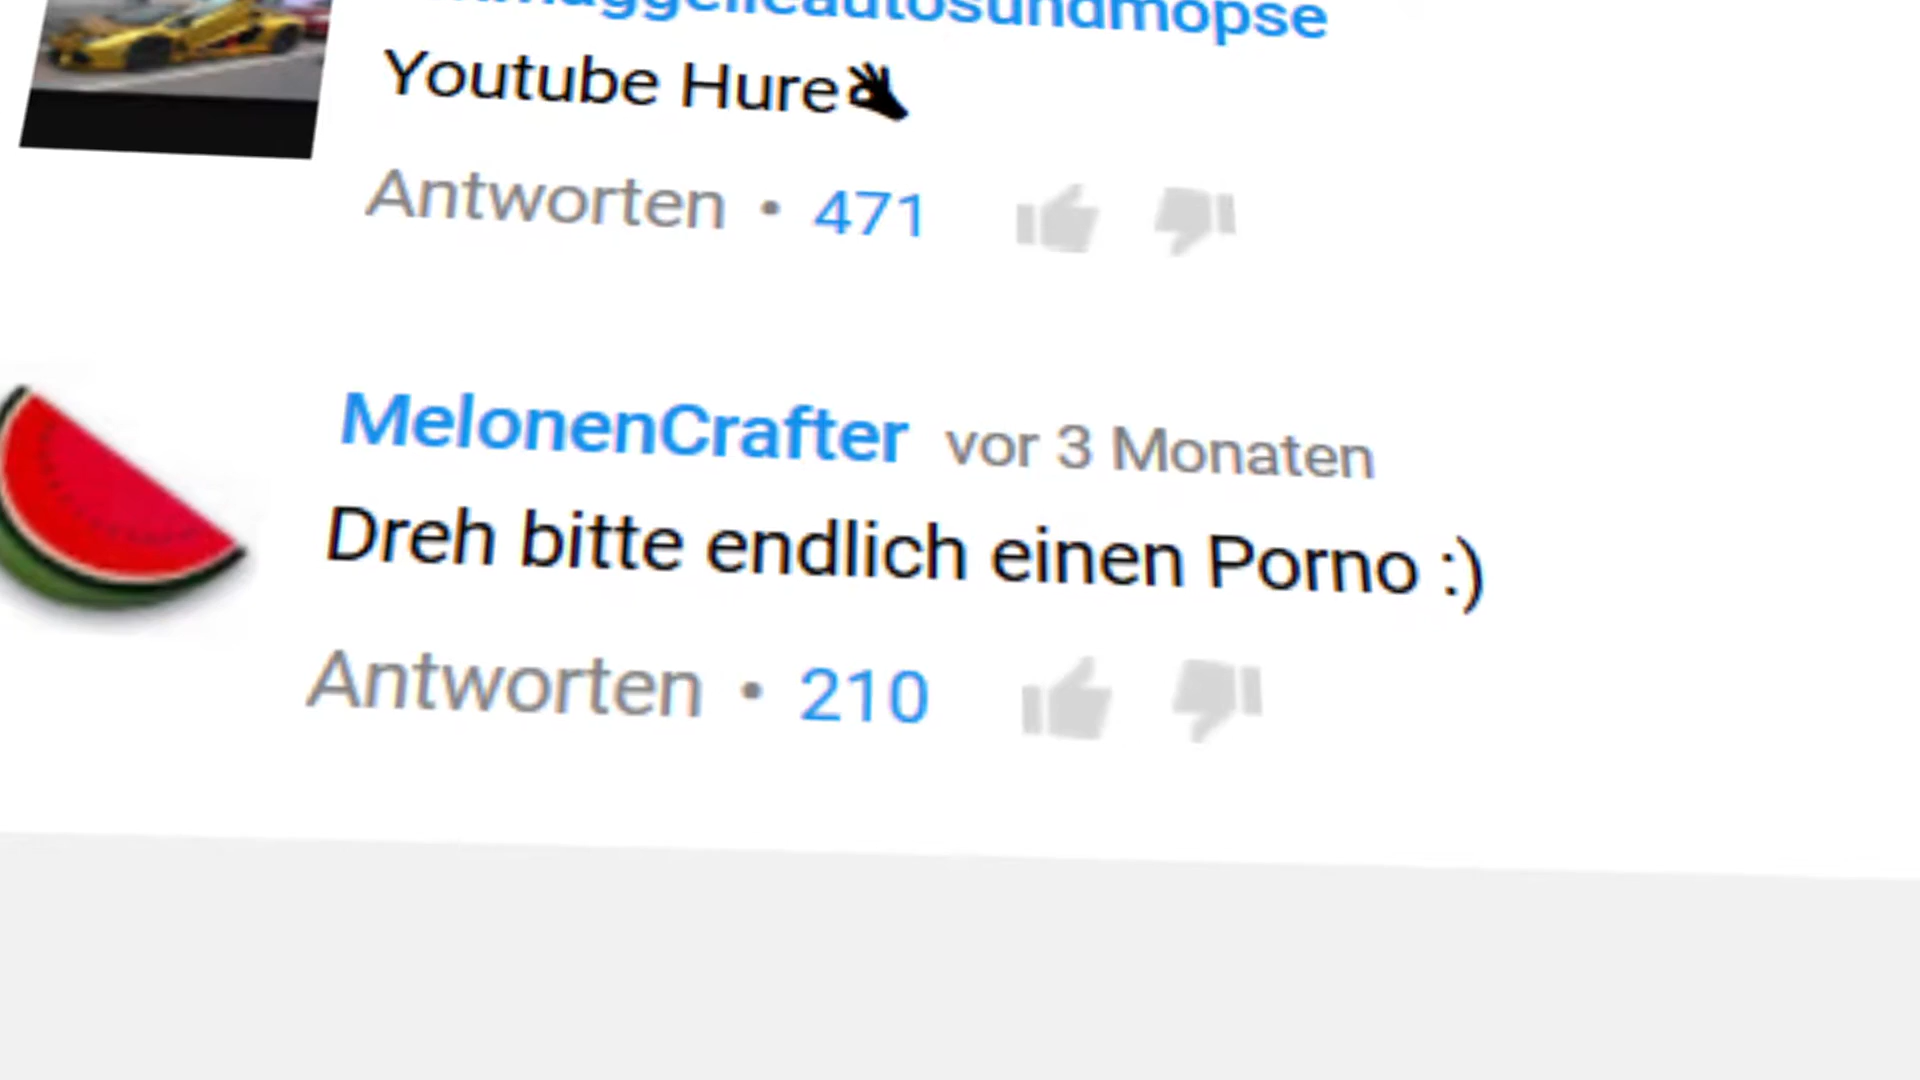 Youtube Hure👌
Antworten • 471
MelonenCrafter vor 3 Monaten
Dreh bitte endlich einen Porno :)
Antworten • 210